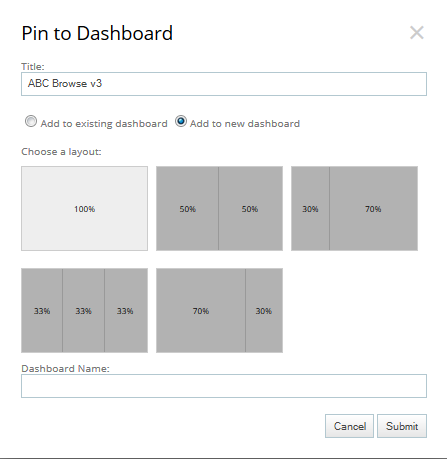 Pin to Dashboard
Title:
ABC Browse v3
Add to existing dashboard Add to new dashboard
Choose a layout:
100% 50% 50% 30% 70%
33% 33% 33% 70% 30%
Dashboard Name:
Cancel Submit